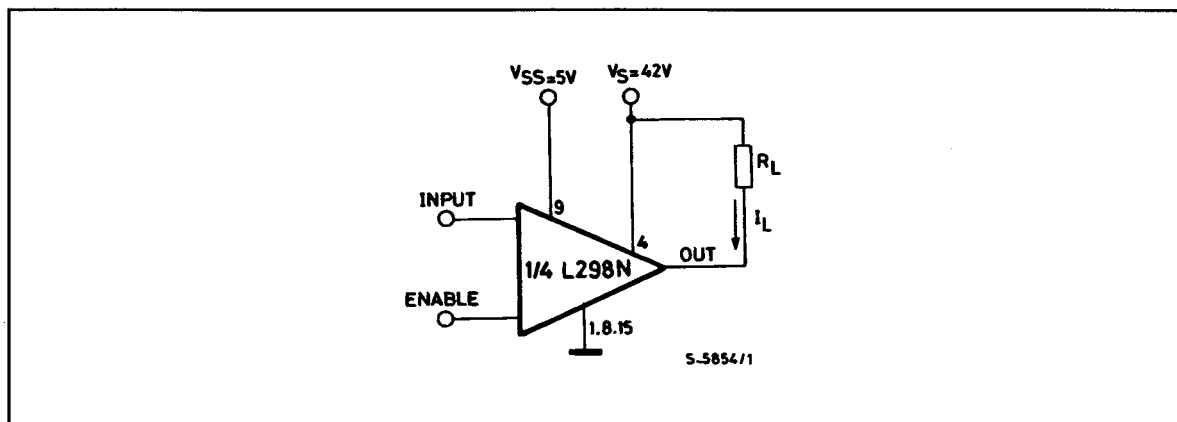 VSS=5V
VS=42V
RL
INPUT
9
IL
4
OUT
1/4 L298N
ENABLE
1.8.15
S-5854/1